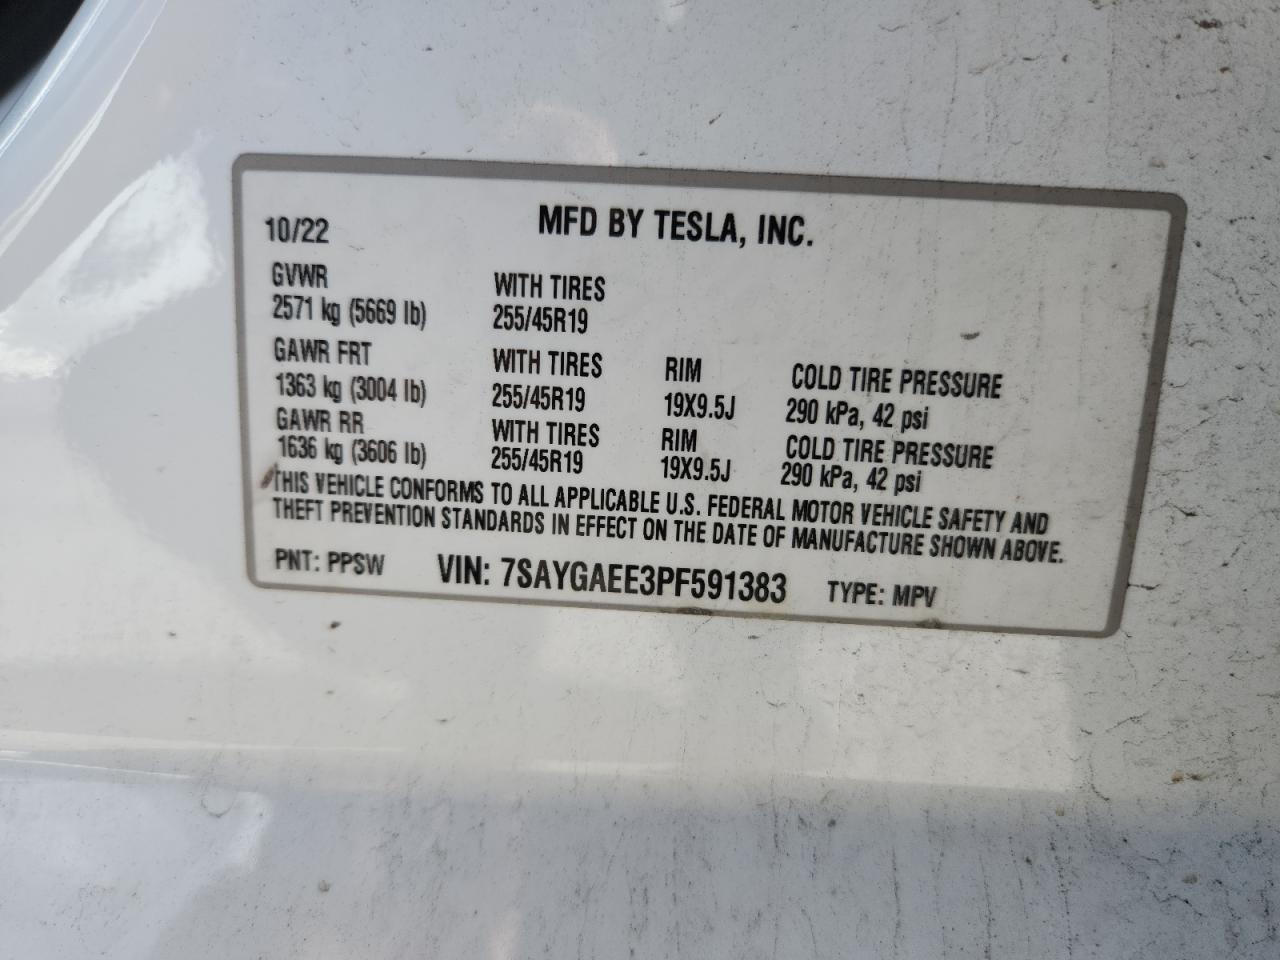 10/22 MFD BY TESLA, INC.
GVWR WITH TIRES
2571 kg (5669 lb) 255/45R19
GAWR FRT WITH TIRES RIM COLD TIRE PRESSURE
1363 kg (3004 lb) 255/45R19 19X9.5J 290 kPa, 42 psi
GAWR RR WITH TIRES RIM COLD TIRE PRESSURE
1636 kg (3606 lb) 255/45R19 19X9.5J 290 kPa, 42 psi
THIS VEHICLE CONFORMS TO ALL APPLICABLE U.S. FEDERAL MOTOR VEHICLE SAFETY AND
THEFT PREVENTION STANDARDS IN EFFECT ON THE DATE OF MANUFACTURE SHOWN ABOVE.
PNT: PPSW VIN: 7SAYGAEE3PF591383 TYPE: MPV